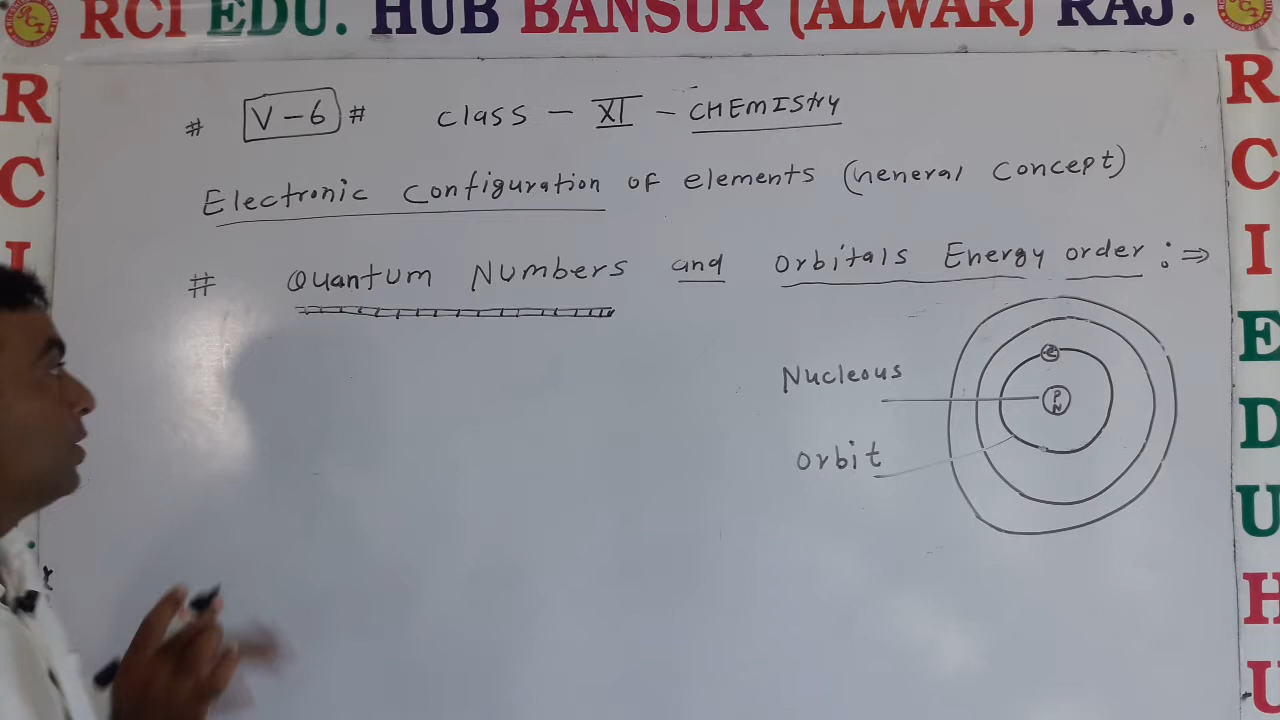 RCI EDU. HUB BANSUR (ALWAR) RAJ.
# V-6 # Class - XI - CHEMIStry
Electronic Configuration OF elements (General Concept)
# Quantum Numbers and Orbitals Energy order : ⇒
Nucleous
Orbit
e
P
N
R
C
I
R
C
I
E
D
U
H
U